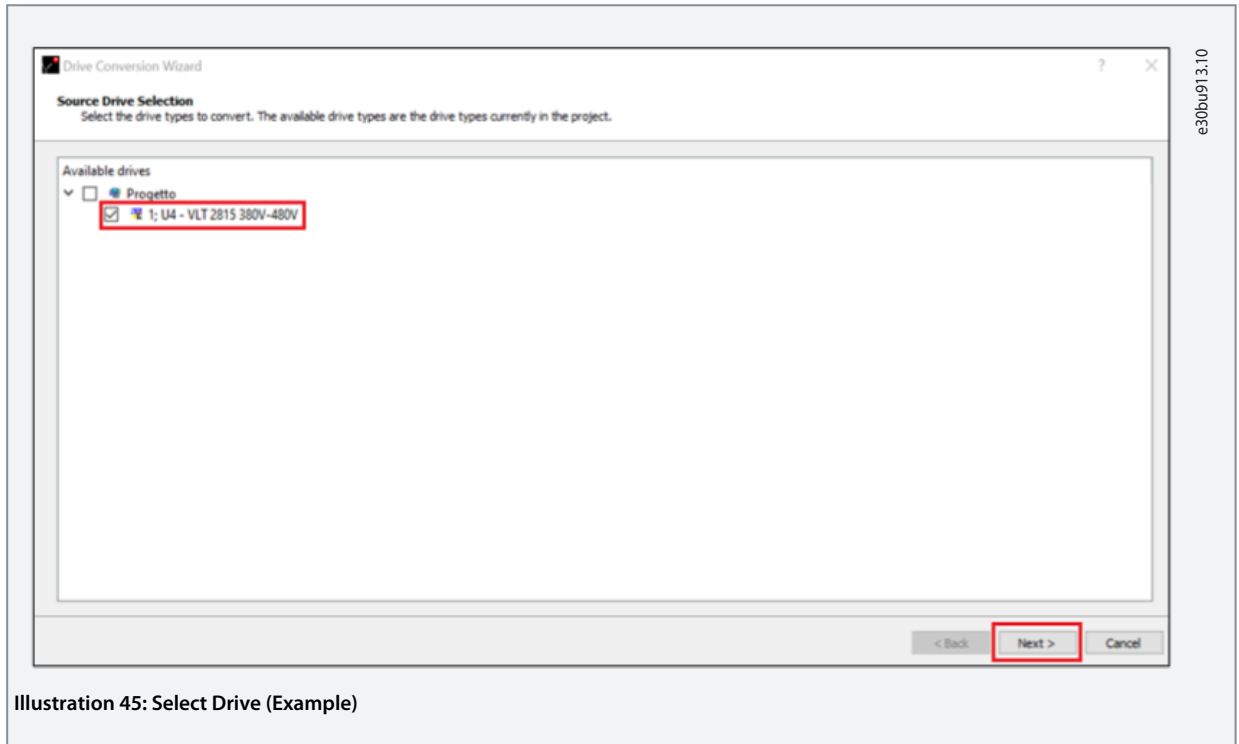 Drive Conversion Wizard
?
Source Drive Selection
Select the drive types to convert. The available drive types are the drive types currently in the project.
Available drives
Progetto
1; U4 - VLT 2815 380V-480V
< Back Next > Cancel
e30bu913.10
Illustration 45: Select Drive (Example)